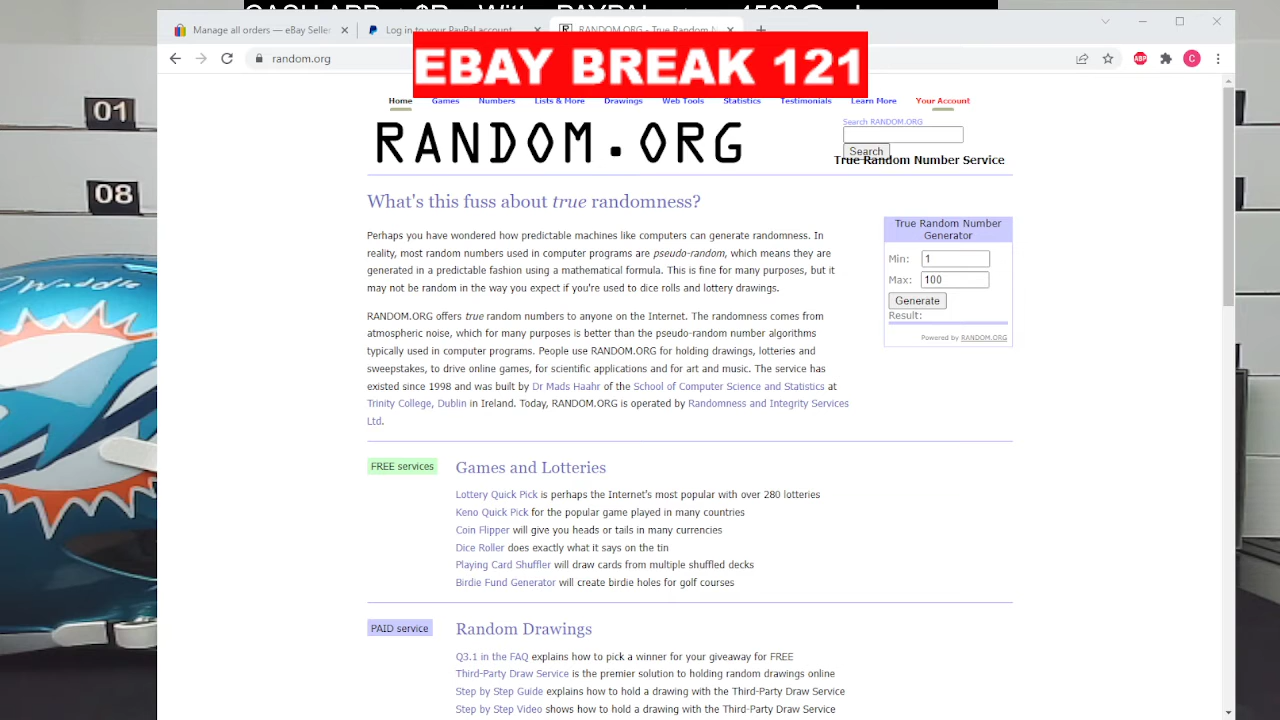 Manage all orders — eBay Seller
Log in to your PayPal account
RANDOM.ORG - True Random
random.org
EBAY BREAK 121
01
08
Home Games Numbers Lists & More Drawings Web Tools Statistics Testimonials Learn More Your Account
RANDOM.ORG
Search RANDOM.ORG
Search
True Random Number Service
What's this fuss about true randomness?
Perhaps you have wondered how predictable machines like computers can generate randomness. In
reality, most random numbers used in computer programs are pseudo-random, which means they are
generated in a predictable fashion using a mathematical formula. This is fine for many purposes, but it
may not be random in the way you expect if you're used to dice rolls and lottery drawings.
RANDOM.ORG offers true random numbers to anyone on the Internet. The randomness comes from
atmospheric noise, which for many purposes is better than the pseudo-random number algorithms
typically used in computer programs. People use RANDOM.ORG for holding drawings, lotteries and
sweepstakes, to drive online games, for scientific applications and for art and music. The service has
existed since 1998 and was built by Dr Mads Haahr of the School of Computer Science and Statistics at
Trinity College, Dublin in Ireland. Today, RANDOM.ORG is operated by Randomness and Integrity Services
Ltd.
True Random Number
Generator
Min: 1
Max: 100
Generate
Result:
Powered by RANDOM.ORG
FREE services
Games and Lotteries
Lottery Quick Pick is perhaps the Internet's most popular with over 280 lotteries
Keno Quick Pick for the popular game played in many countries
Coin Flipper will give you heads or tails in many currencies
Dice Roller does exactly what it says on the tin
Playing Card Shuffler will draw cards from multiple shuffled decks
Birdie Fund Generator will create birdie holes for golf courses
PAID service
Random Drawings
Q3.1 in the FAQ explains how to pick a winner for your giveaway for FREE
Third-Party Draw Service is the premier solution to holding random drawings online
Step by Step Guide explains how to hold a drawing with the Third-Party Draw Service
Step by Step Video shows how to hold a drawing with the Third-Party Draw Service